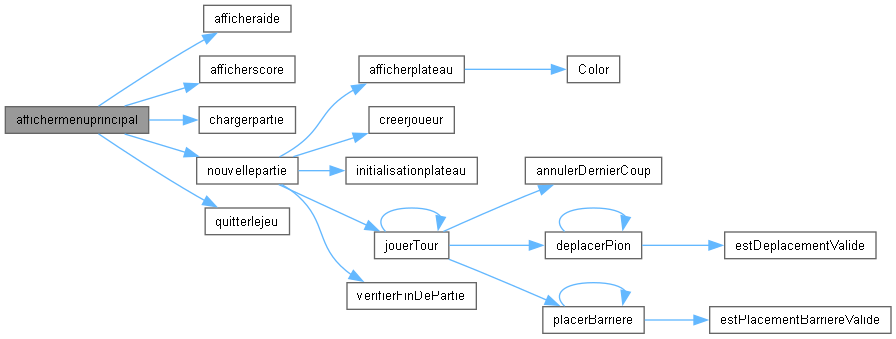 afficheraide
afficherscore
afficherplateau
Color
affichermenuprincipal
chargerpartie
creerjoueur
nouvellepartie
initialisationplateau
annulerDernierCoup
quitterlejeu
jouerTour
deplacerPion
estDeplacementValide
verifierFinDePartie
placerBarriere
estPlacementBarriereValide